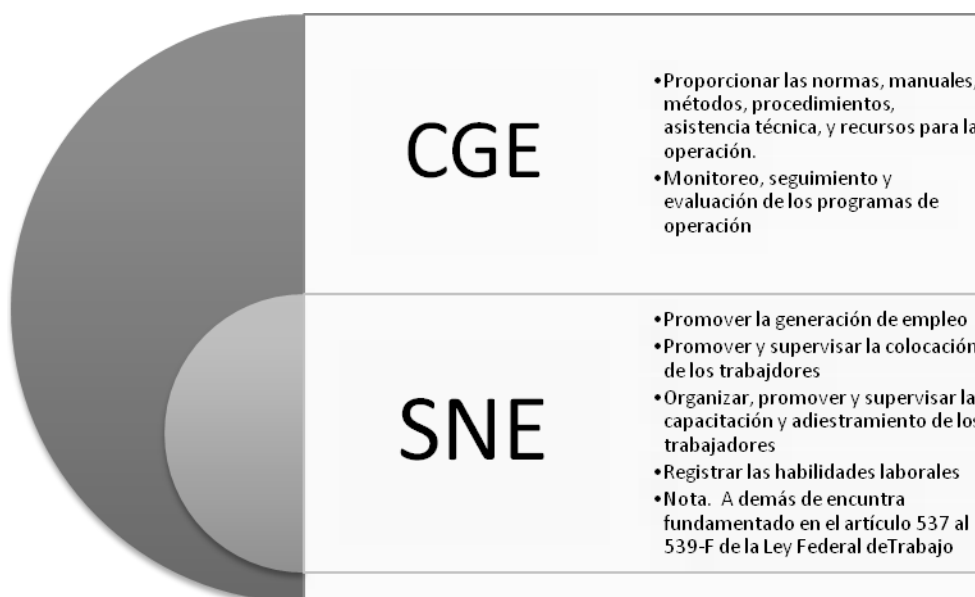 CGE
•Proporcionar las normas, manuales,
métodos, procedimientos,
asistencia técnica, y recursos para la
operación.
•Monitoreo, seguimiento y
evaluación de los programas de
operación
SNE
•Promover la generación de empleo
•Promover y supervisar la colocación
de los trabajdores
•Organizar, promover y supervisar la
capacitación y adiestramiento de los
trabajadores
•Registrar las habilidades laborales
•Nota. A demás de encuntra
fundamentado en el artículo 537 al
539-F de la Ley Federal deTrabajo